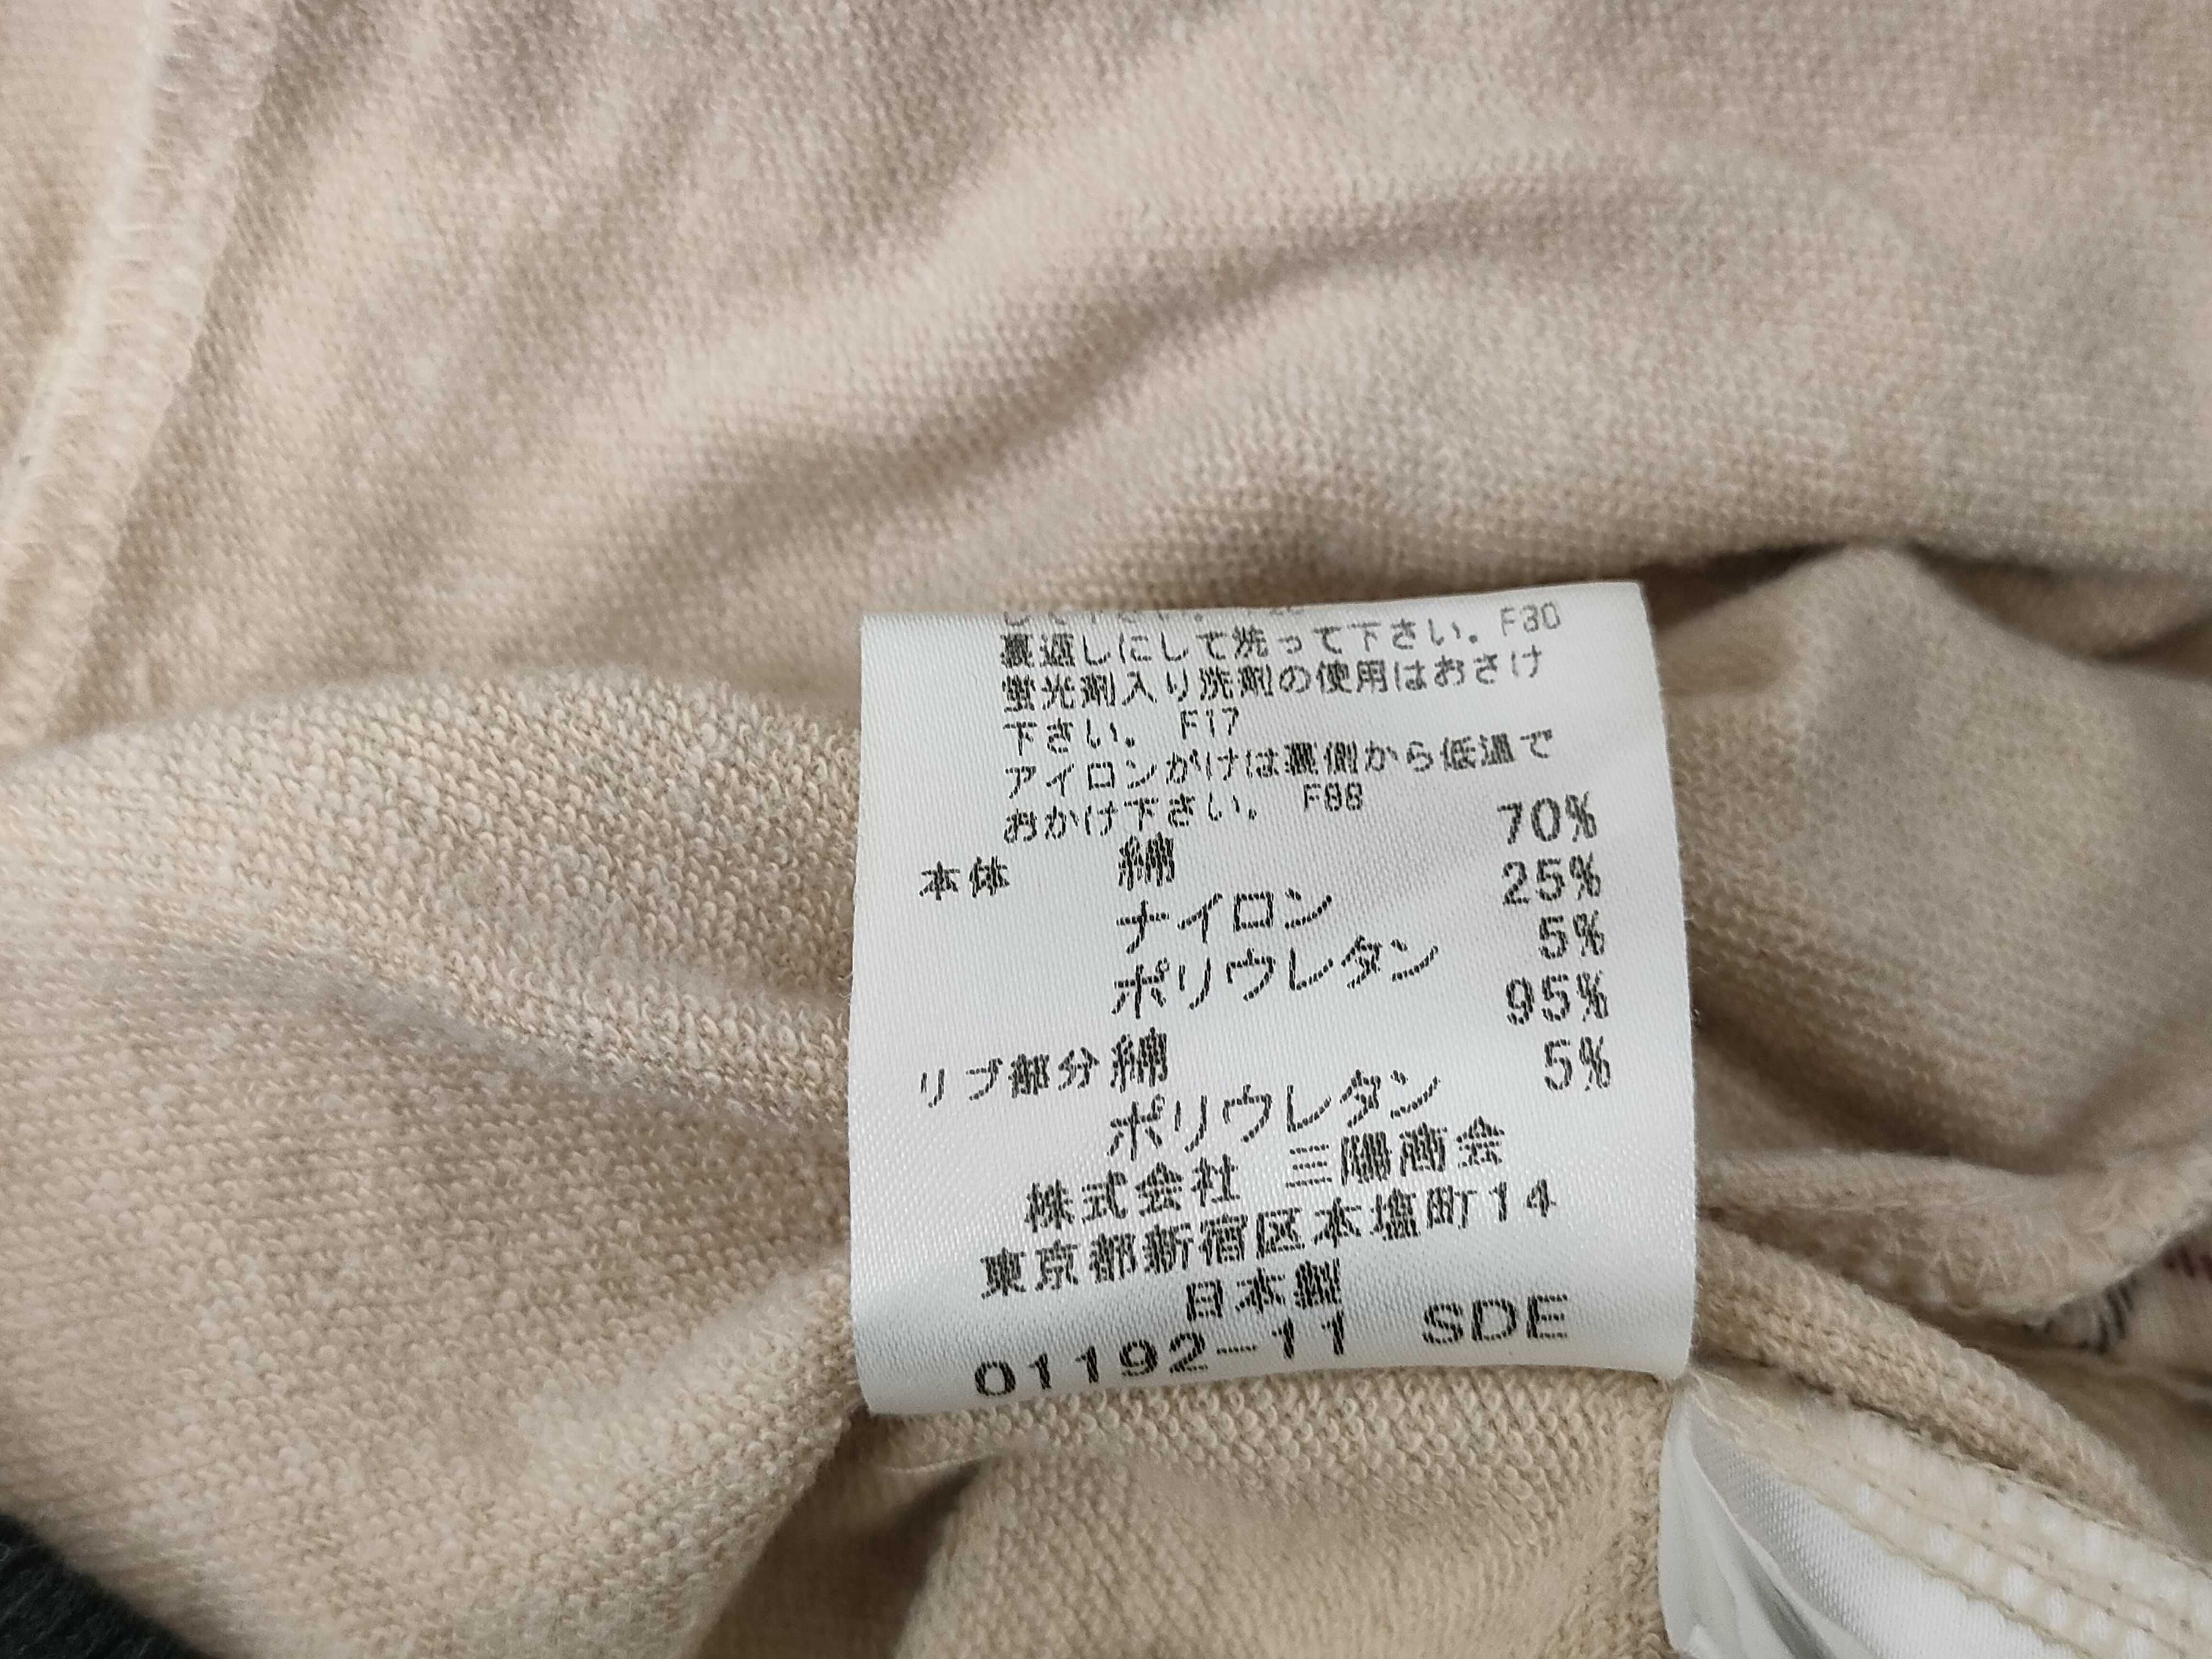 して下さい。
裏返しにして洗って下さい。F30
蛍光剤入り洗剤の使用はおさけ
下さい。 F17
アイロンがけは裏側から低温で
おかけ下さい。 F88
本体 綿 70%
ナイロン 25%
ポリウレタン 5%
リブ部分 綿 95%
ポリウレタン 5%
株式会社 三陽商会
東京都新宿区本塩町14
日本製
01192-11 SDE